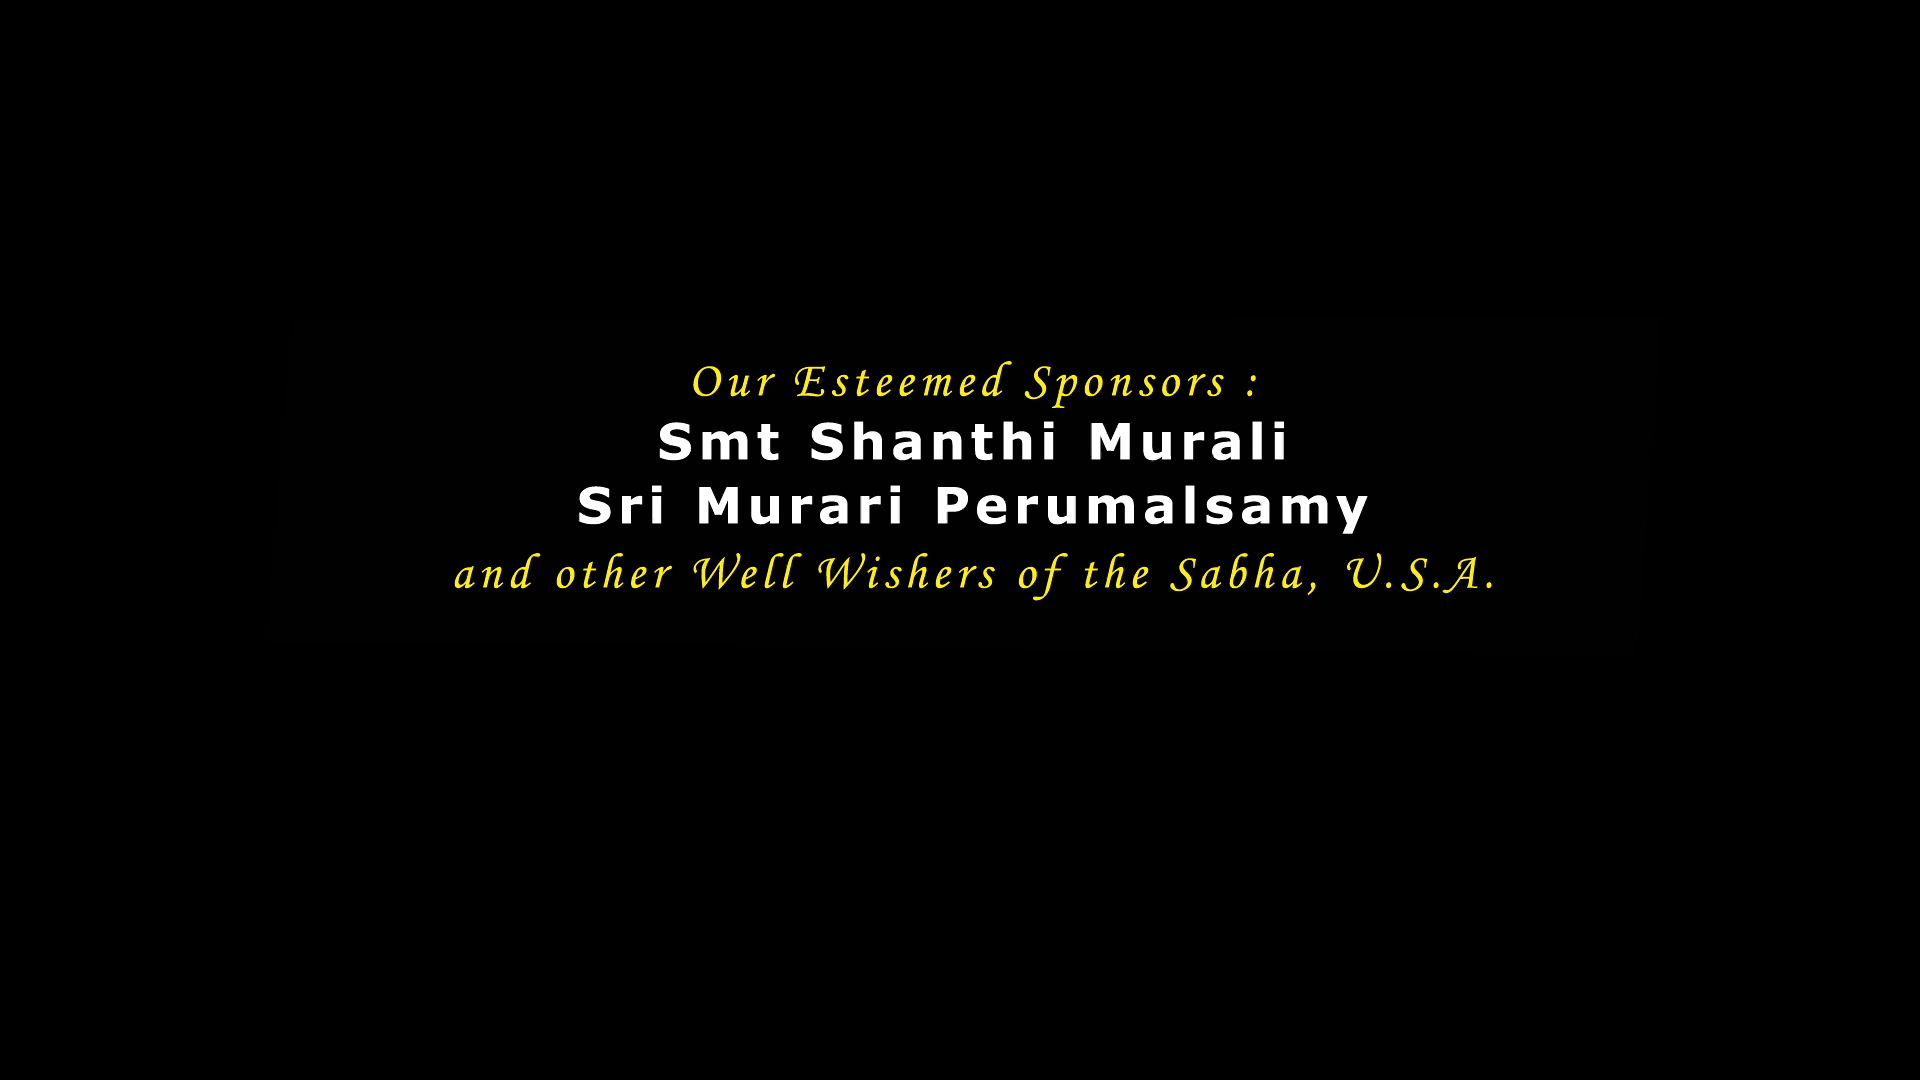 Our Esteemed Sponsors :
Smt Shanthi Murali
Sri Murari Perumalsamy
and other Well Wishers of the Sabha, U.S.A.